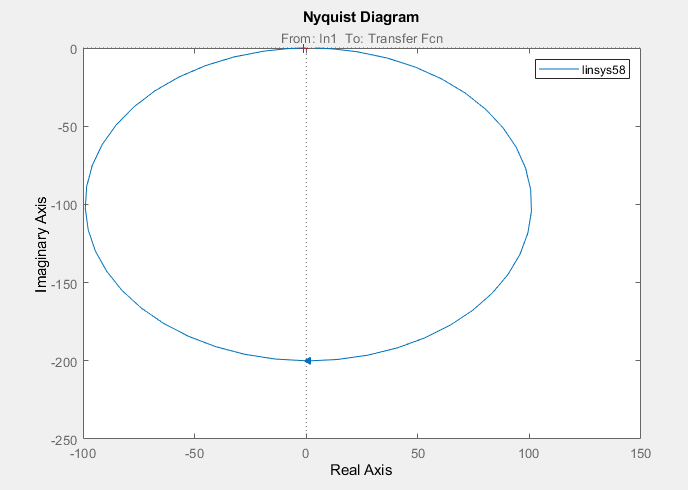 Nyquist Diagram
From: In1 To: Transfer Fcn
linsys58
Imaginary Axis
0
-50
-100
-150
-200
-250
-100
-50
0
50
100
150
Real Axis